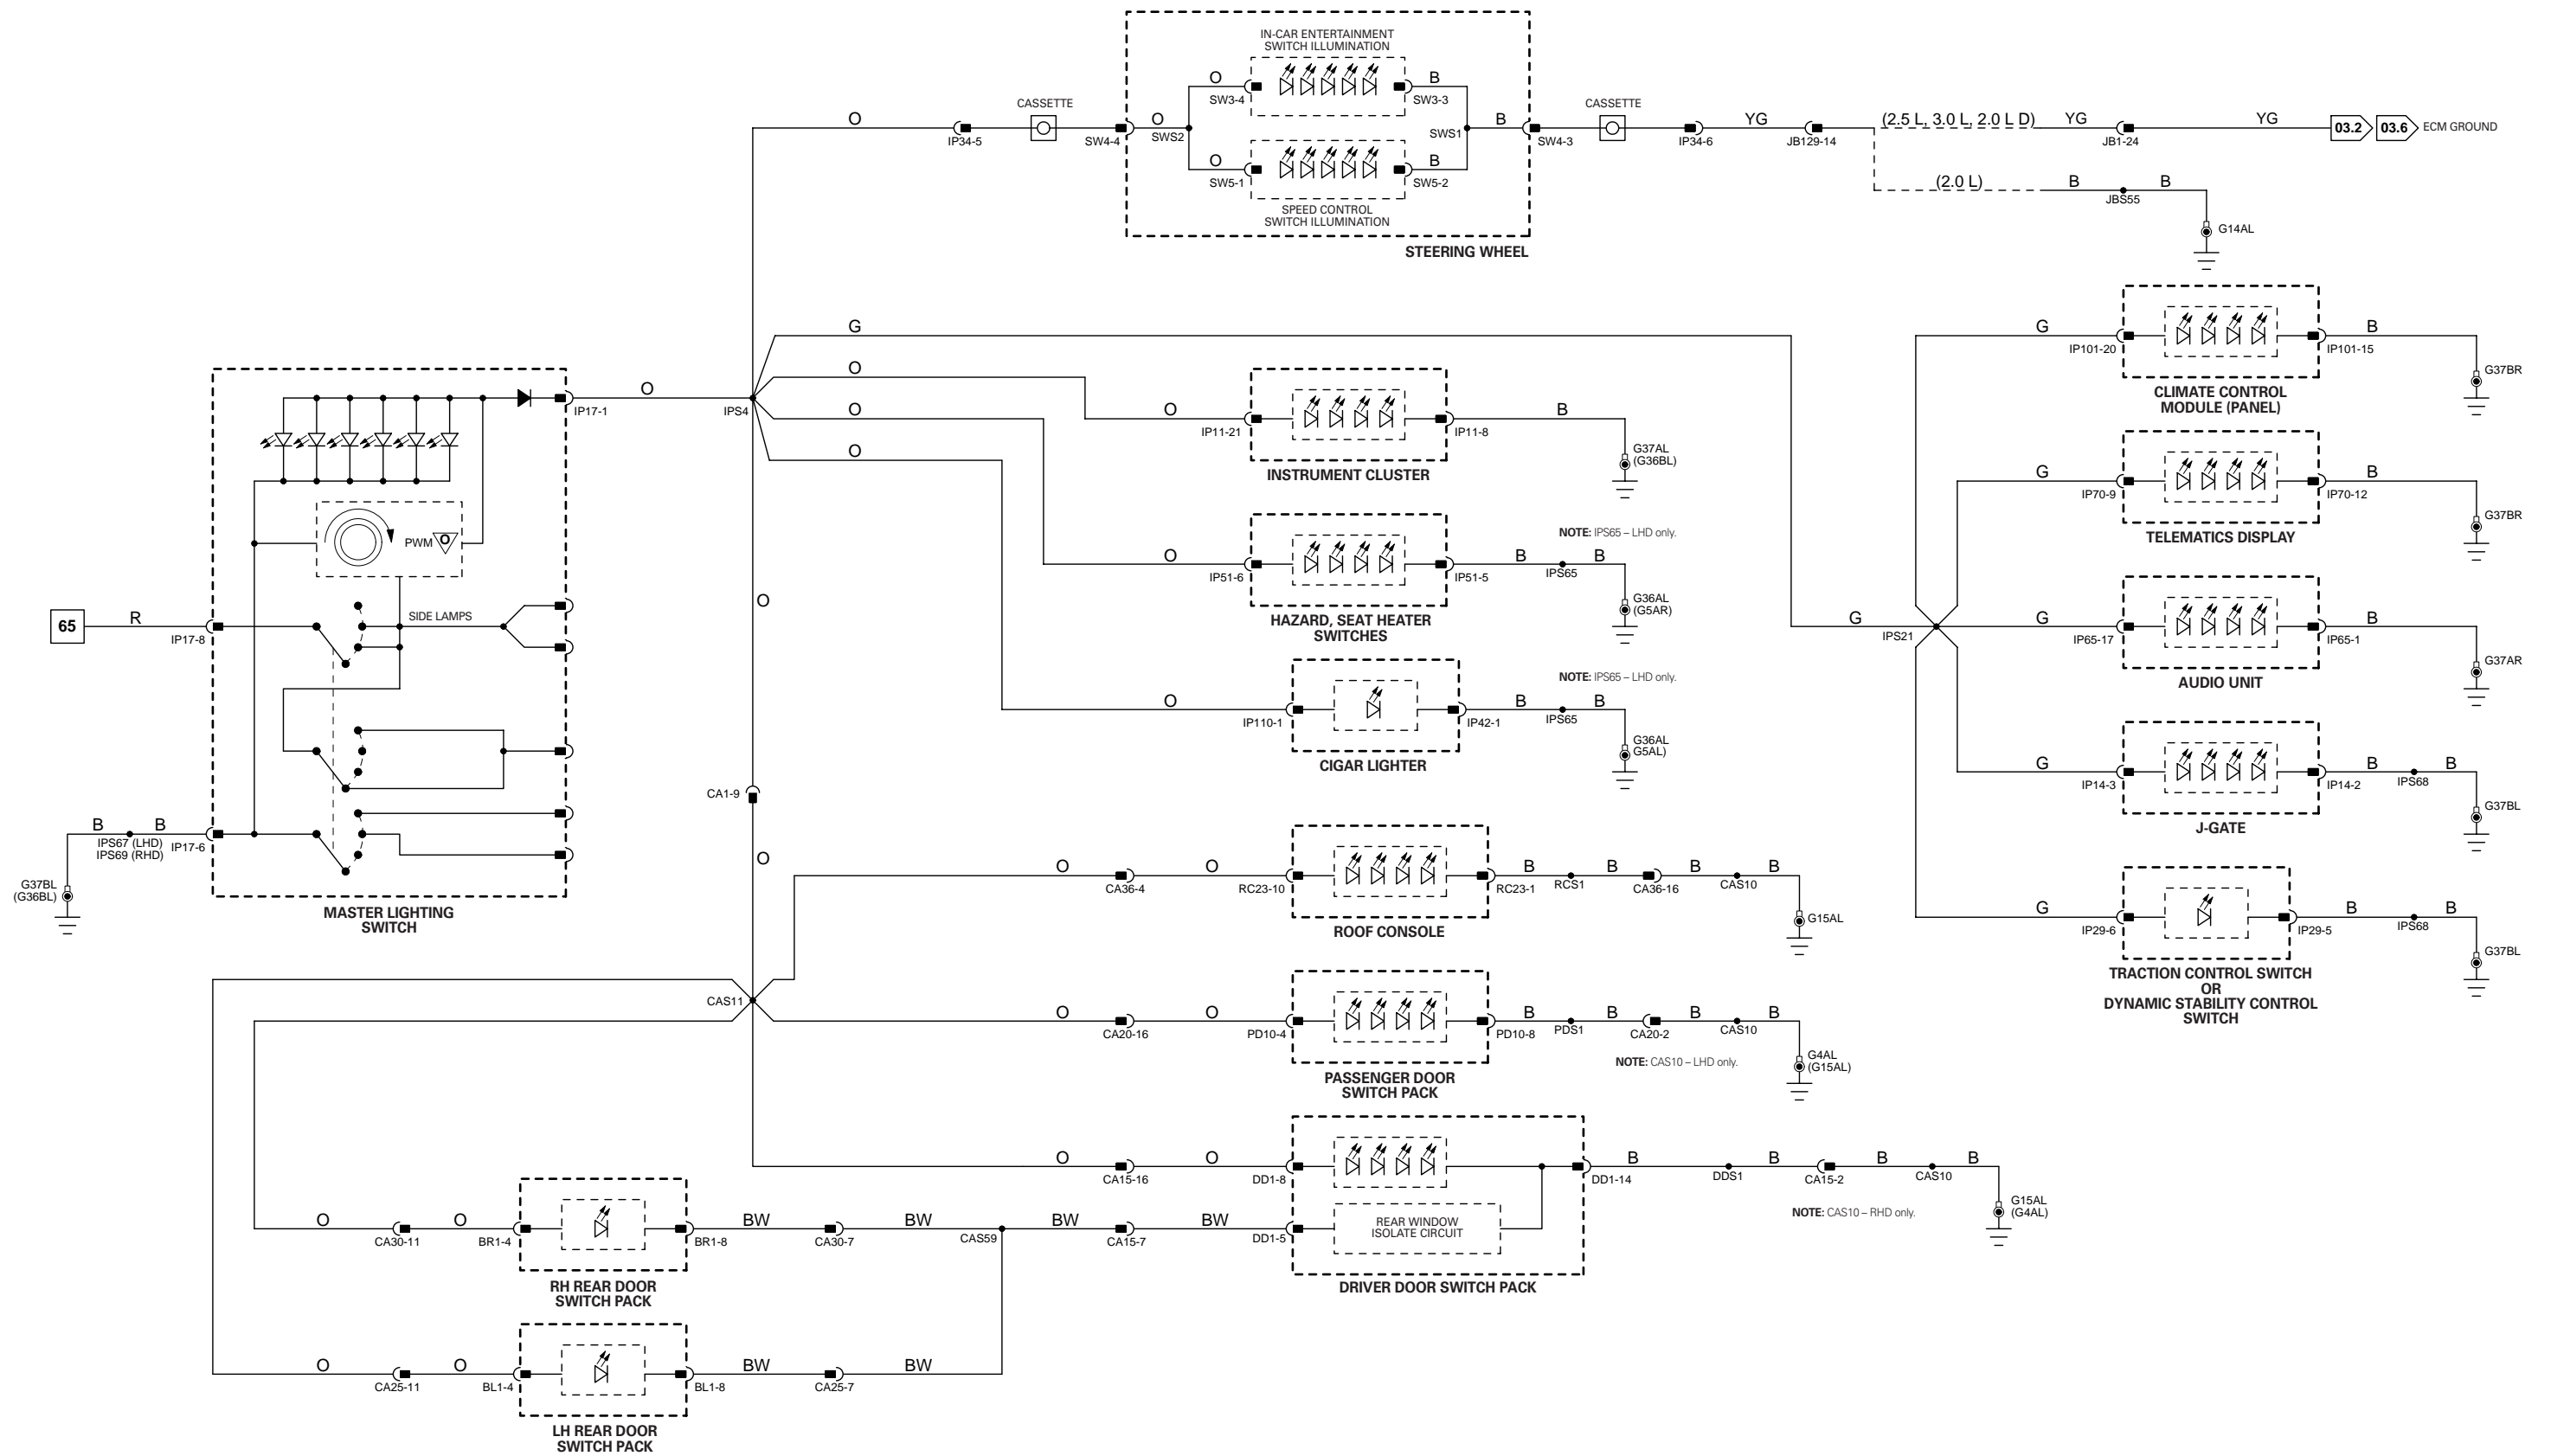 IN-CAR ENTERTAINMENT
SWITCH ILLUMINATION
O
SW3-4
B
SW3-3
O
IP34-5
CASSETTE
SW4-4
O
SWS2
SWS1
B
SW4-3
CASSETTE
IP34-6
YG
JB129-14
(2.5 L, 3.0 L, 2.0 L D)
YG
JB1-24
YG
03.2
03.6
ECM GROUND
O
SW5-1
B
SW5-2
SPEED CONTROL
SWITCH ILLUMINATION
STEERING WHEEL
(2.0 L)
B
JBS55
B
G14AL
G
O
O
O
IP17-1
O
IPS4
PWM
O
65
R
IP17-8
SIDE LAMPS
B
B
IPS67 (LHD)
IPS69 (RHD)
IP17-6
G37BL
(G36BL)
MASTER LIGHTING
SWITCH
O
IP11-21
IP11-8
B
G37AL
(G36BL)
INSTRUMENT CLUSTER
O
IP51-6
IP51-5
B
IPS65
B
NOTE: IPS65 – LHD only.
G36AL
(G5AR)
HAZARD, SEAT HEATER
SWITCHES
O
IP110-1
IP42-1
B
IPS65
B
NOTE: IPS65 – LHD only.
G36AL
G5AL)
CIGAR LIGHTER
G
IPS21
G
IP101-20
IP101-15
B
G37BR
CLIMATE CONTROL
MODULE (PANEL)
G
IP70-9
IP70-12
B
G37BR
TELEMATICS DISPLAY
G
IP65-17
IP65-1
B
G37AR
AUDIO UNIT
G
IP14-3
IP14-2
B
IPS68
B
G37BL
J-GATE
G
IP29-6
IP29-5
B
IPS68
B
G37BL
TRACTION CONTROL SWITCH
OR
DYNAMIC STABILITY CONTROL
SWITCH
O
CA1-9
O
CAS11
O
CA36-4
O
RC23-10
RC23-1
B
RCS1
B
CA36-16
B
CAS10
B
G15AL
ROOF CONSOLE
O
CA20-16
O
PD10-4
PD10-8
B
PDS1
B
CA20-2
B
CAS10
B
NOTE: CAS10 – LHD only.
G4AL
(G15AL)
PASSENGER DOOR
SWITCH PACK
O
CA15-16
O
DD1-8
DD1-14
B
DDS1
B
CA15-2
B
CAS10
B
NOTE: CAS10 – RHD only.
G15AL
(G4AL)
REAR WINDOW
ISOLATE CIRCUIT
DRIVER DOOR SWITCH PACK
O
CA30-11
O
BR1-4
BR1-8
BW
CA30-7
BW
CAS59
BW
CA15-7
BW
DD1-5
RH REAR DOOR
SWITCH PACK
O
CA25-11
O
BL1-4
BL1-8
BW
CA25-7
BW
LH REAR DOOR
SWITCH PACK